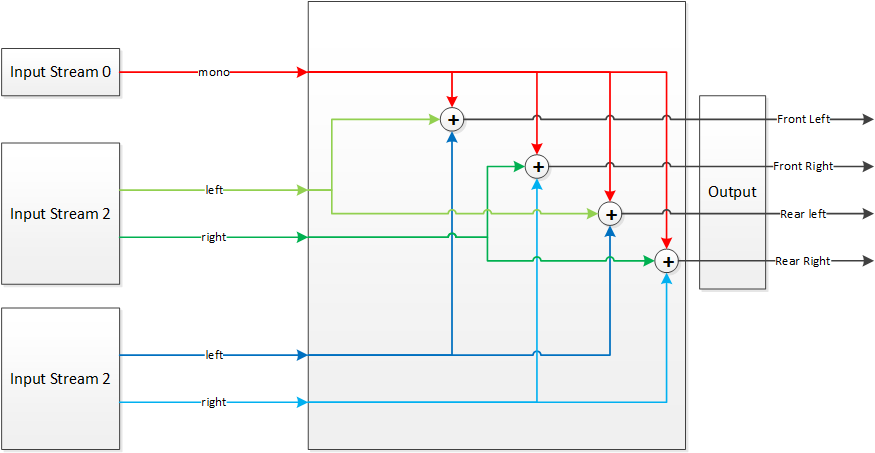 Input Stream 0
mono
+
Front Left
Input Stream 2
+
Front Right
left
Output
+
Rear left
right
+
Rear Right
Input Stream 2
left
right